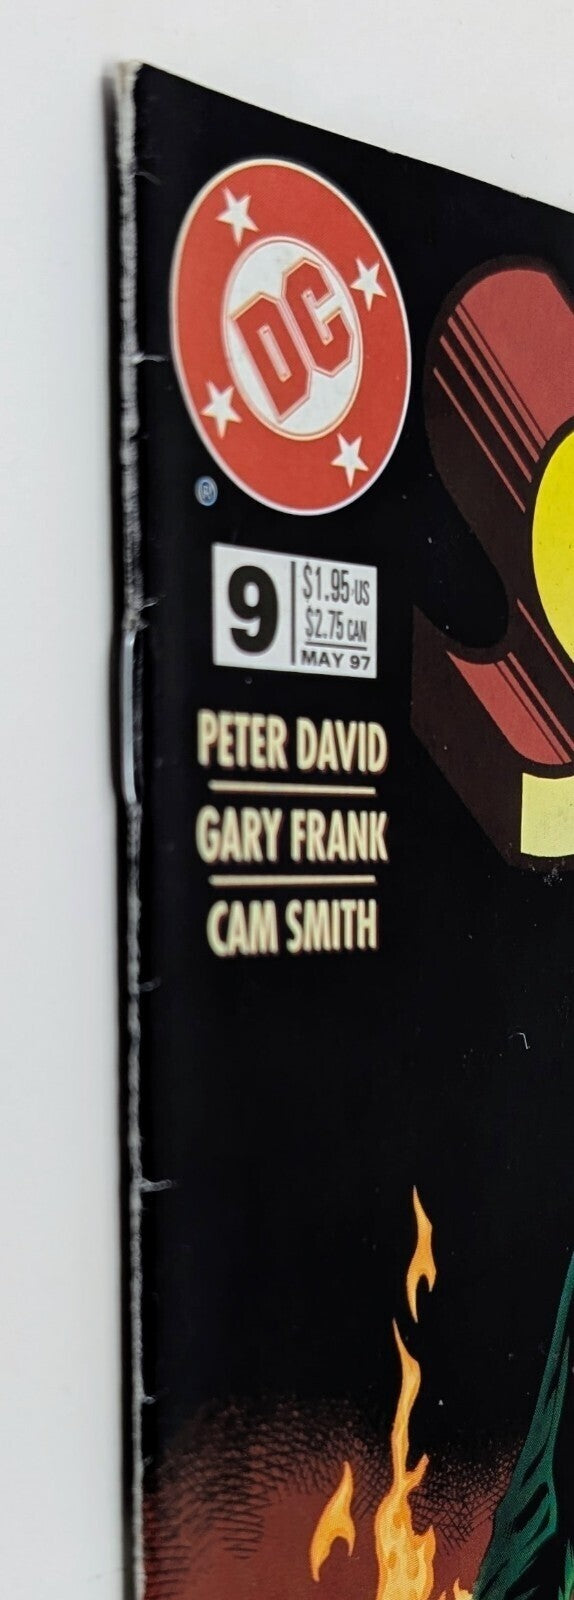 DC
®
9 $1.95 US
$2.75 CAN
MAY 97
PETER DAVID
GARY FRANK
CAM SMITH